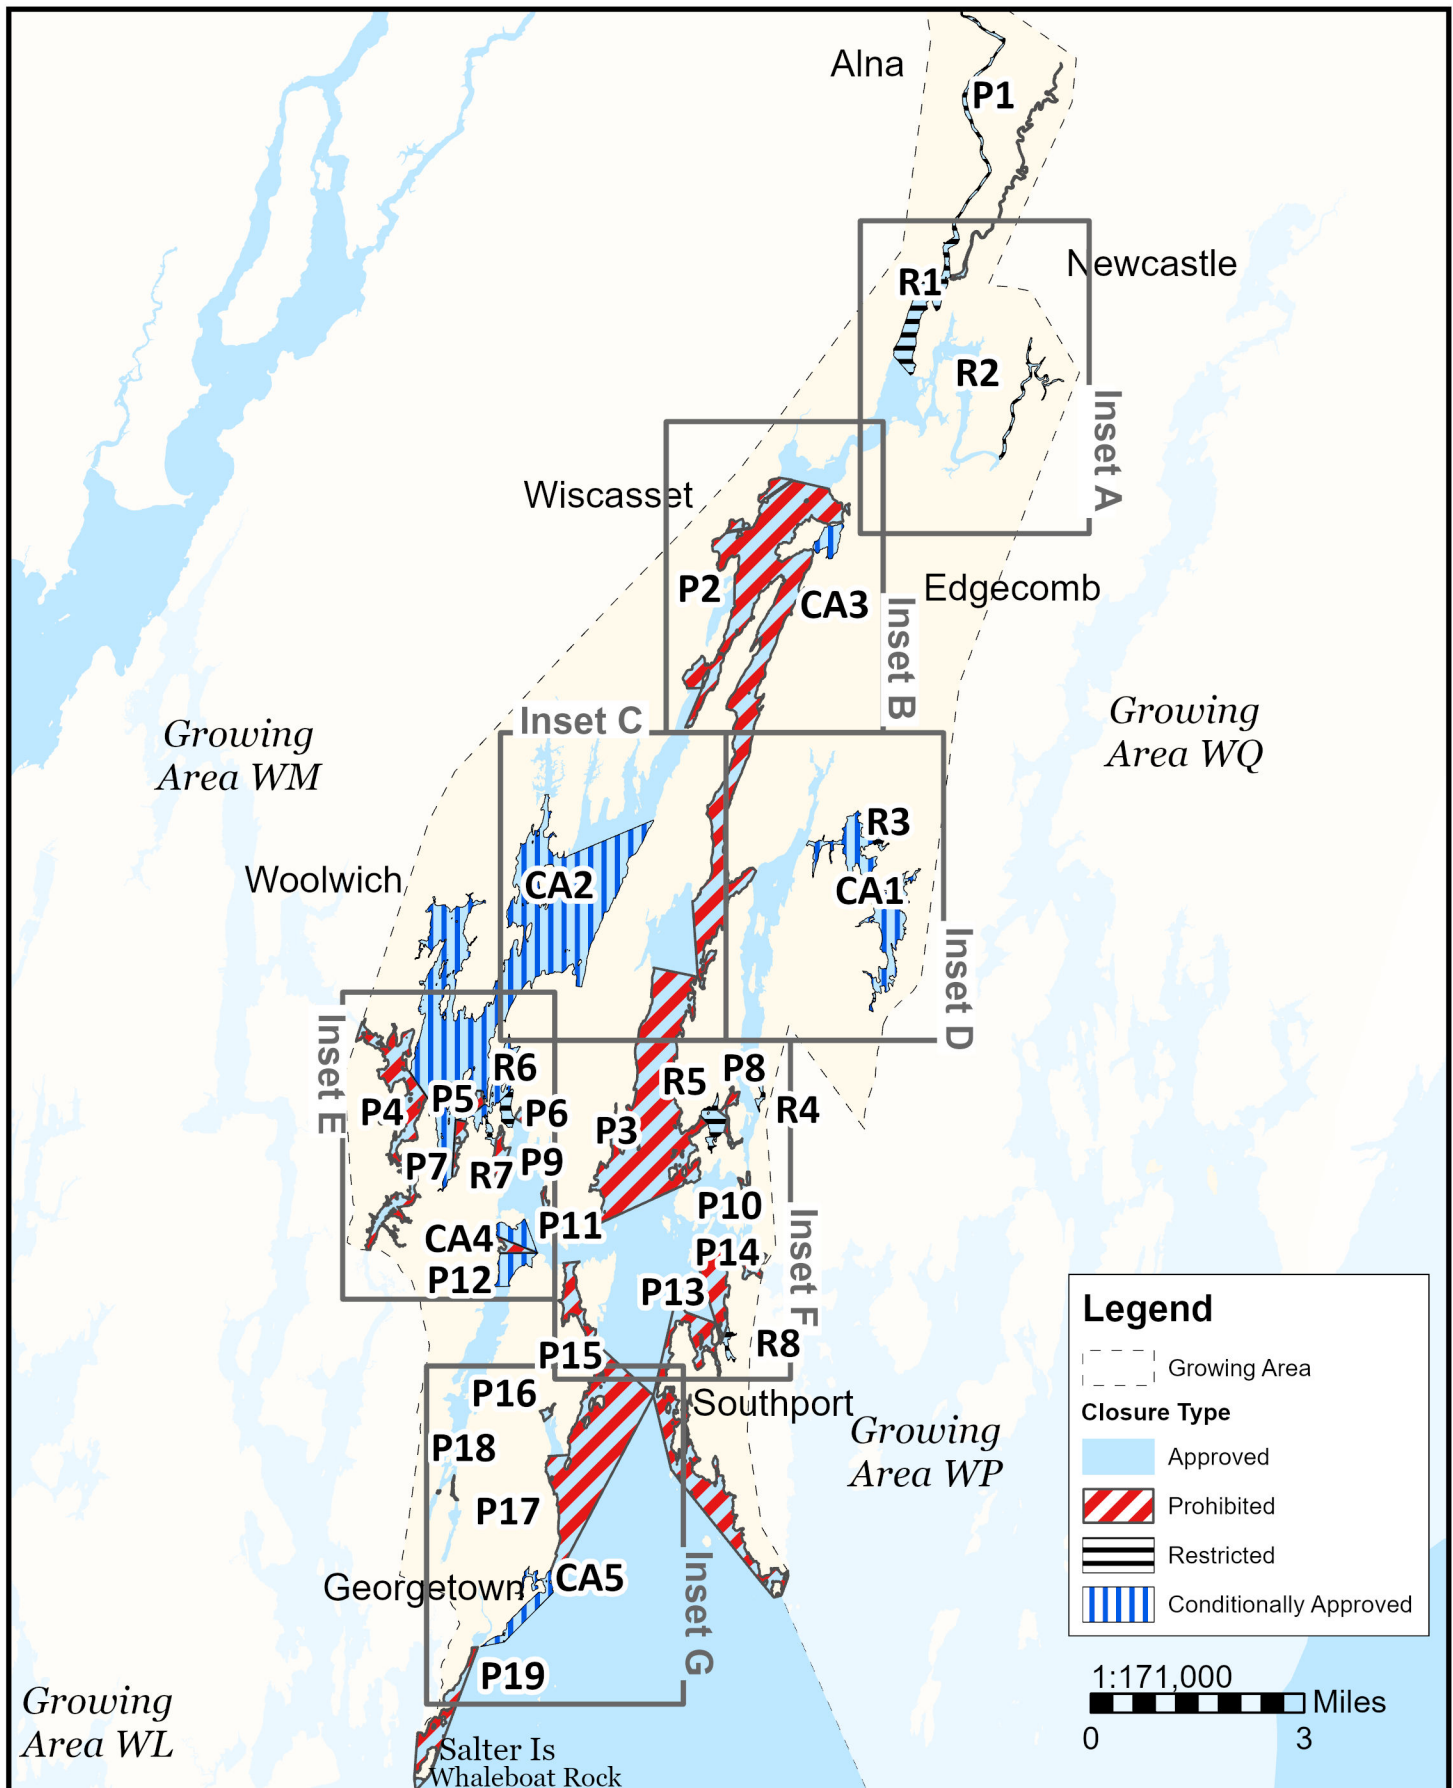 Alna
P1
Newcastle
R1
R2
Inset A
Wiscasset
P2
CA3
Edgecomb
Inset B
Growing
Area WM
Inset C
Growing
Area WQ
R3
CA2
CA1
Woolwich
Inset D
Inset E
R6
R5
P8
P4
P5
P6
R4
P3
P7
R7
P9
P10
P11
CA4
P12
P14
P13
Inset F
P15
R8
P16
Southport
P18
Growing
Area WP
P17
Georgetown
CA5
Inset G
P19
Growing
Area WL
Salter Is
Whaleboat Rock
Legend
Growing Area
Closure Type
Approved
Prohibited
Restricted
Conditionally Approved
1:171,000
Miles
0 3